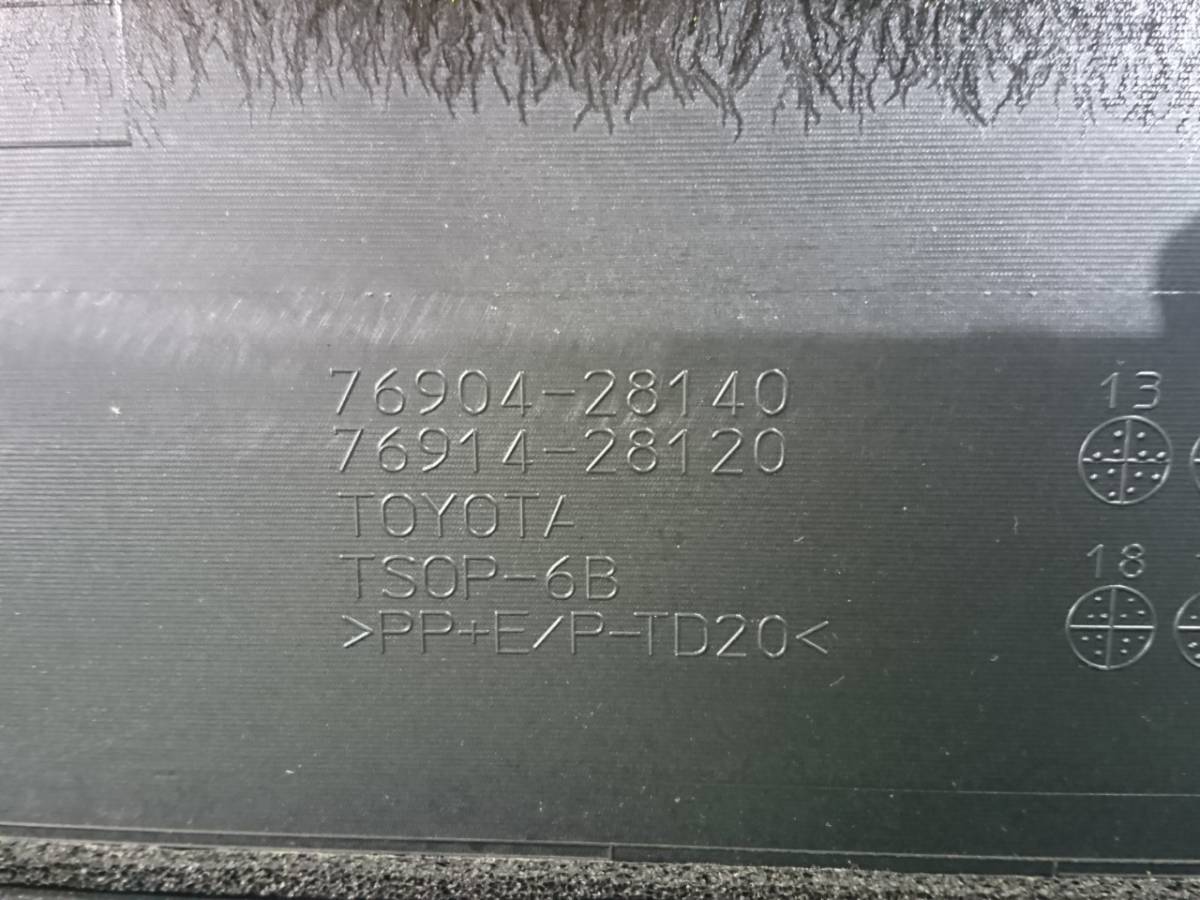 76904-28140
76914-28120
TOYOTA
TSOP-6B
>PP+E/P-TD20<
13
18